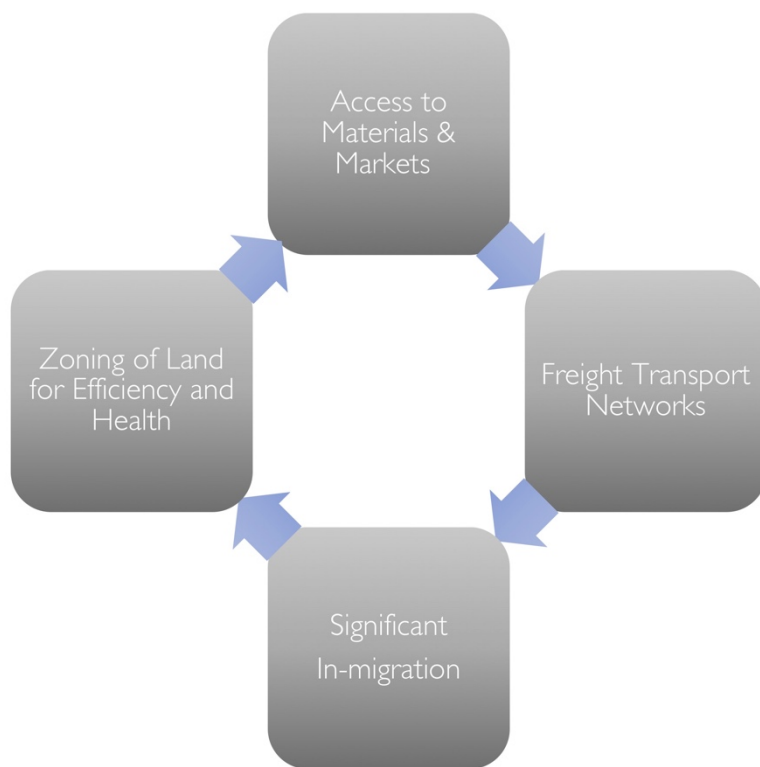 Access to
Materials &
Markets
Freight Transport
Networks
Significant
In-migration
Zoning of Land
for Efficiency and
Health